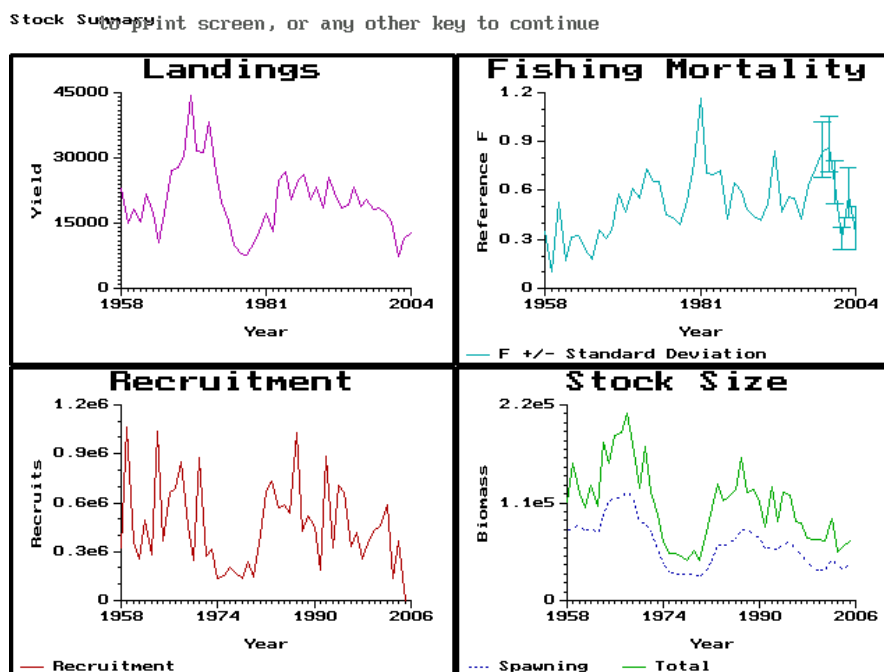 Stock Summary
to print screen, or any other key to continue
Landings
45000
30000
15000
0
Yield
1958
1981
2004
Year
Fishing Mortality
1.2
0.9
0.6
0.3
0
Reference F
1958
1981
2004
Year
F +/- Standard Deviation
Recruitment
1.2e6
0.9e6
0.6e6
0.3e6
0
Recruits
1958
1974
1990
2006
Year
Recruitment
Stock Size
2.2e5
1.1e5
0
Biomass
1958
1974
1990
2006
Year
Spawning
Total